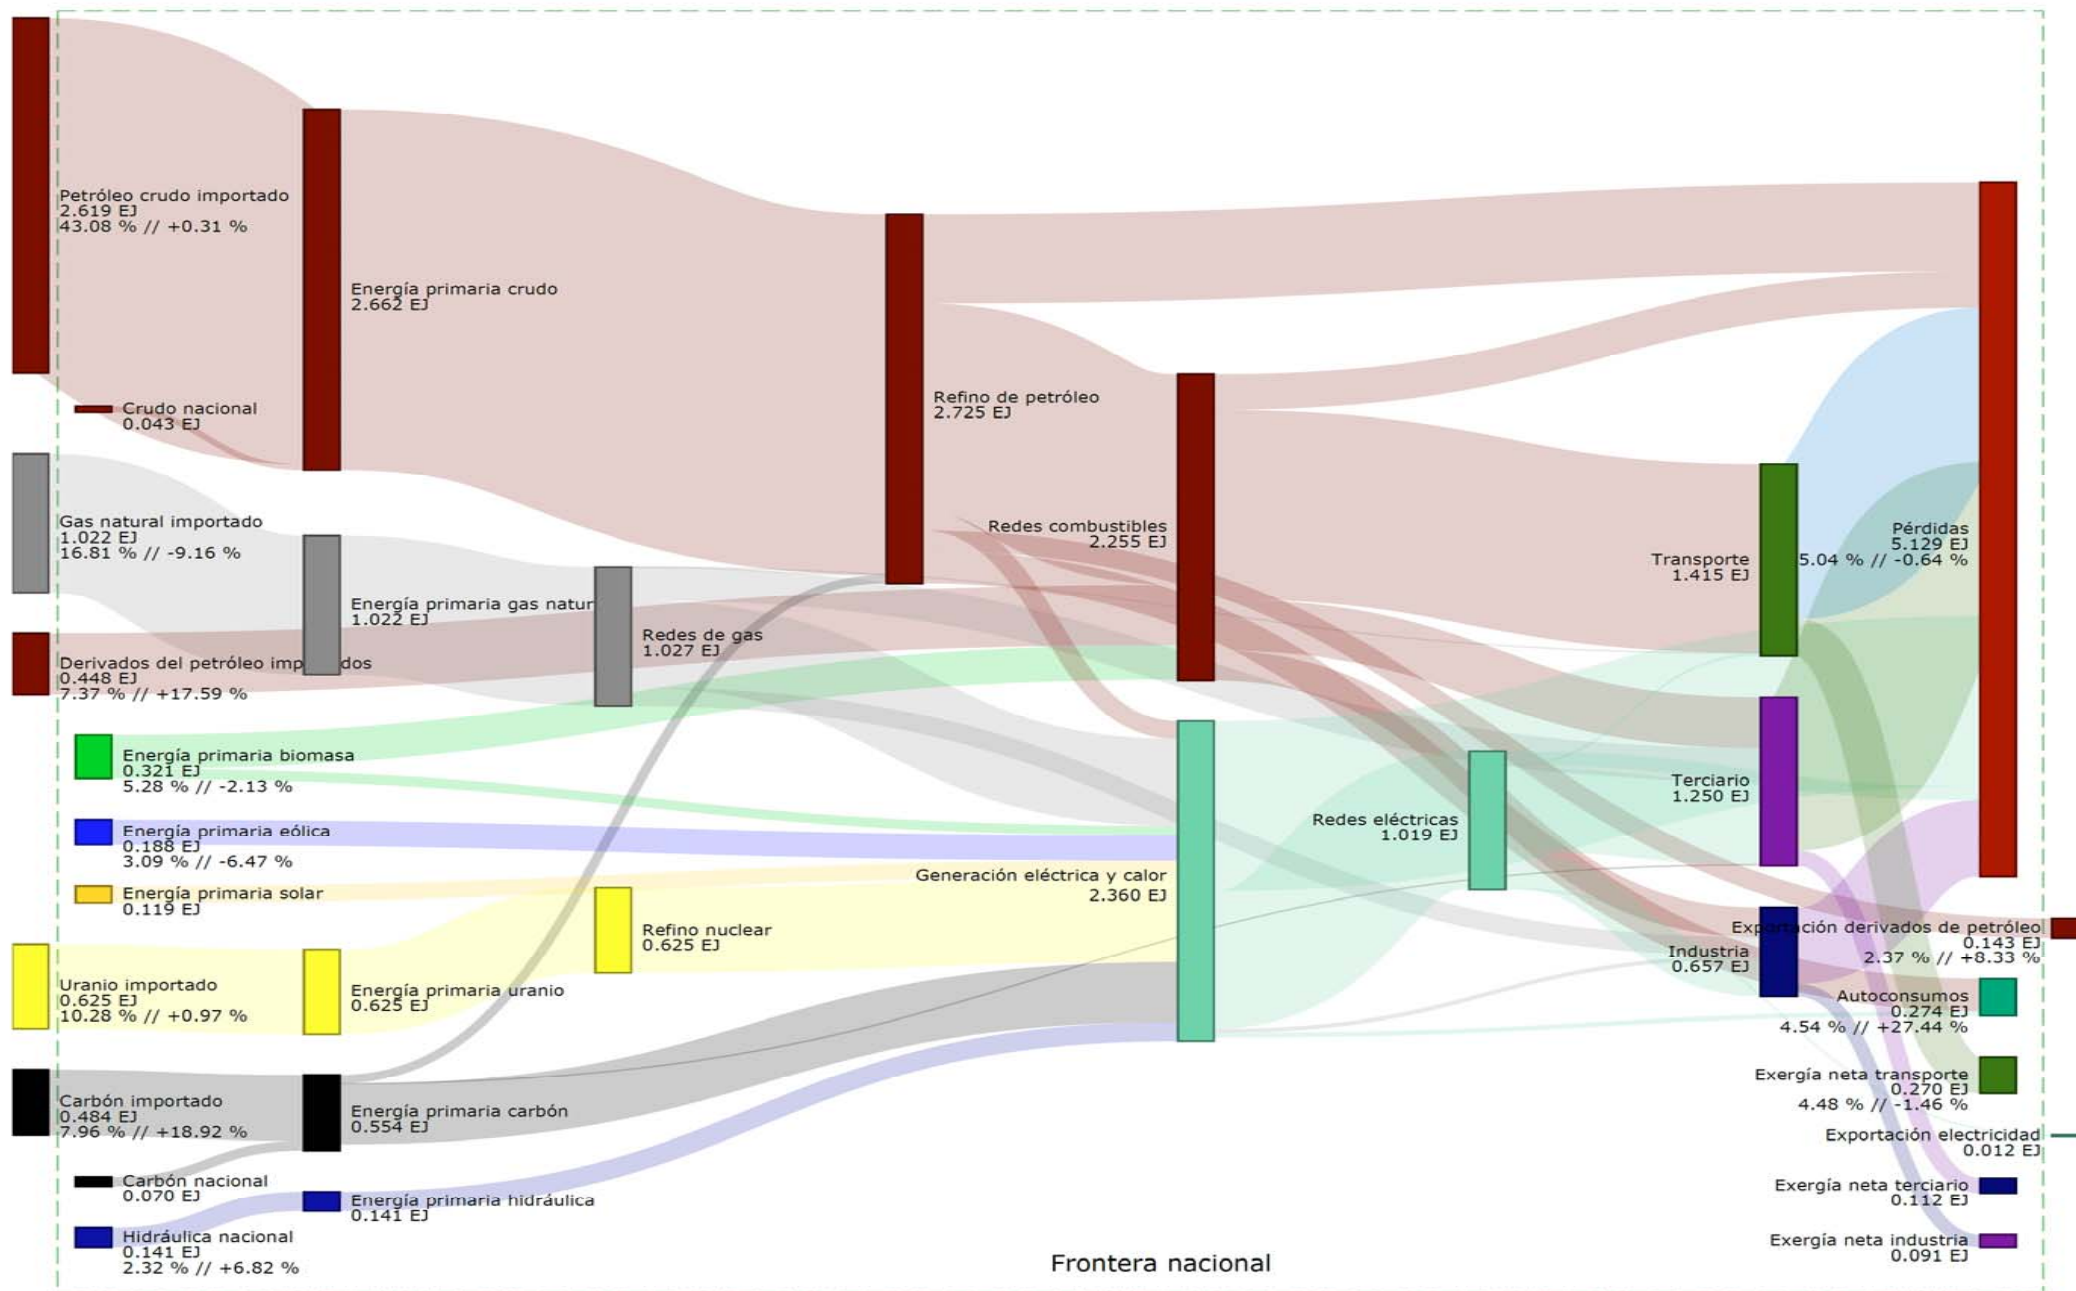 Petróleo crudo importado
2.619 EJ
43.08 % // +0.31 %
Crudo nacional
0.043 EJ
Gas natural importado
1.022 EJ
16.81 % // -9.16 %
Derivados del petróleo imp dos
0.448 EJ
7.37 % // +17.59 %
Energía primaria biomasa
0.321 EJ
5.28 % // -2.13 %
Energía primaria eólica
0.188 EJ
3.09 % // -6.47 %
Energía primaria solar
0.119 EJ
Uranio importado
0.625 EJ
10.28 % // +0.97 %
Carbón importado
0.484 EJ
7.96 % // +18.92 %
Carbón nacional
0.070 EJ
Hidráulica nacional
0.141 EJ
2.32 % // +6.82 %
Energía primaria crudo
2.662 EJ
Energía primaria gas natur
1.022 EJ
Energía primaria uranio
0.625 EJ
Energía primaria carbón
0.554 EJ
Energía primaria hidráulica
0.141 EJ
Redes de gas
1.027 EJ
Refino nuclear
0.625 EJ
Refino de petróleo
2.725 EJ
Redes combustibles
2.255 EJ
Generación eléctrica y calor
2.360 EJ
Redes eléctricas
1.019 EJ
Transporte
1.415 EJ
Terciario
1.250 EJ
Industria
0.657 EJ
Pérdidas
5.129 EJ
5.04 % // -0.64 %
Exportación derivados de petróleo
0.143 EJ
2.37 % // +8.33 %
Autoconsumos
0.274 EJ
4.54 % // +27.44 %
Exergía neta transporte
0.270 EJ
4.48 % // -1.46 %
Exportación electricidad
0.012 EJ
Exergía neta terciario
0.112 EJ
Exergía neta industria
0.091 EJ
Frontera nacional